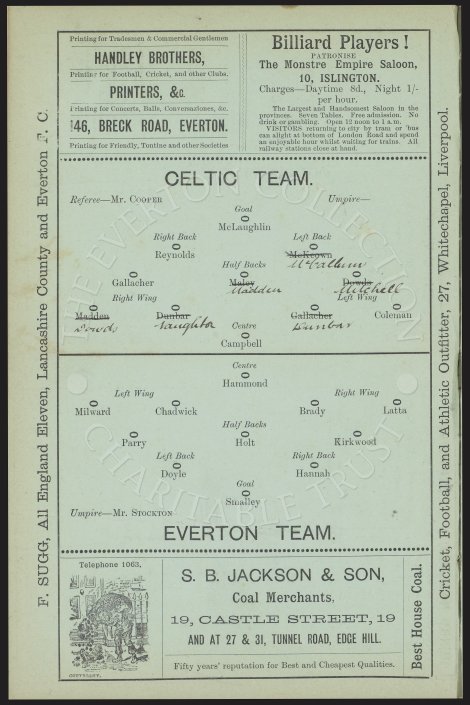 Printing for Tradesmen & Commercial Gentlemen
HANDLEY BROTHERS,
Printing for Football, Cricket, and other Clubs.
PRINTERS, &c.
Printing for Concerts, Balls, Conversaziones, &c.
146, BRECK ROAD, EVERTON.
Printing for Friendly, Tontine and other Societies
Billiard Players!
PATRONISE
The Monstre Empire Saloon,
10, ISLINGTON.
Charges—Daytime 8d., Night 1/-
per hour.
The Largest and Handsomest Saloon in the
provinces. Seven Tables. Free admission. No
drink or gambling. Open 12 noon to 1 a.m.
VISITORS returning to city by tram or 'bus
can alight at bottom of London Road and spend
an enjoyable hour whilst waiting for trains. All
railway stations close at hand.
F. SUGG, All England Eleven, Lancashire County and Everton F. C.
CELTIC TEAM.
Referee—Mr. COOPER
Umpire—
Goal
McLaughlin
Right Back
Left Back
Reynolds
McKeown
McCallum
Half Backs
Gallacher
Maley
Dowds
Madden
Mitchell
Right Wing
Left Wing
Madden
Dunbar
Gallacher
Coleman
Dowds
Naughton
Dunbar
Centre
Campbell
Centre
Hammond
Left Wing
Right Wing
Milward
Chadwick
Brady
Latta
Half Backs
Parry
Holt
Kirkwood
Left Back
Right Back
Doyle
Hannah
Goal
Smalley
Umpire—Mr. STOCKTON
EVERTON TEAM.
Cricket, Football, and Athletic Outfitter, 27, Whitechapel, Liverpool.
Telephone 1063.
COPYRIGHT.
S. B. JACKSON & SON,
Coal Merchants,
19, CASTLE STREET, 19
AND AT 27 & 31, TUNNEL ROAD, EDGE HILL.
Fifty years' reputation for Best and Cheapest Qualities.
Best House Coal.
THE EVERTON COLLECTION
CHARITABLE TRUST